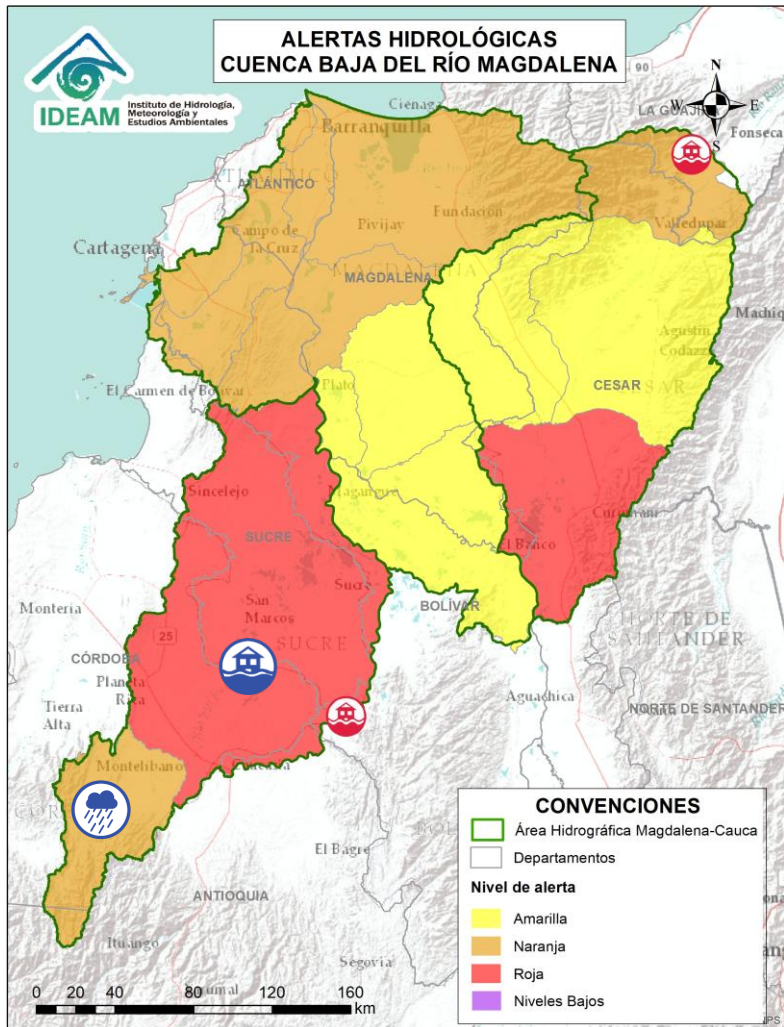 ALERTAS HIDROLÓGICAS
CUENCA BAJA DEL RÍO MAGDALENA
IDEAM
Instituto de Hidrología,
Meteorología y
Estudios Ambientales
N
W E
S
90
LA GUAJI
Fonseca
Ciénaga
Barranquilla
ATLÁNTICO
Campo de
la Cruz
Pivijay
Fundación
Valledupar
Cartagena
MAGDALENA
Machiq
Agustín
Codazzi
CESAR
El Carmen de Bolívar
Plato
Sincelejo
Magangué
Curumaní
SUCRE
El Banco
Sucre
San
Marcos
SUCRE
BOLÍVAR
Montería
25
CÓRDOBA
Planeta
Rica
NORTE DE
SANTANDER
Tierra
Alta
Aguachica
NORTE DE SANTANDER
Montelíbano
Caucasia
El Bagre
ANTIOQUIA
Ituango
Segovia
Yarumal
0 20 40 80 120 160
km
CONVENCIONES
Área Hidrográfica Magdalena-Cauca
Departamentos
Nivel de alerta
Amarilla
Naranja
Roja
Niveles Bajos